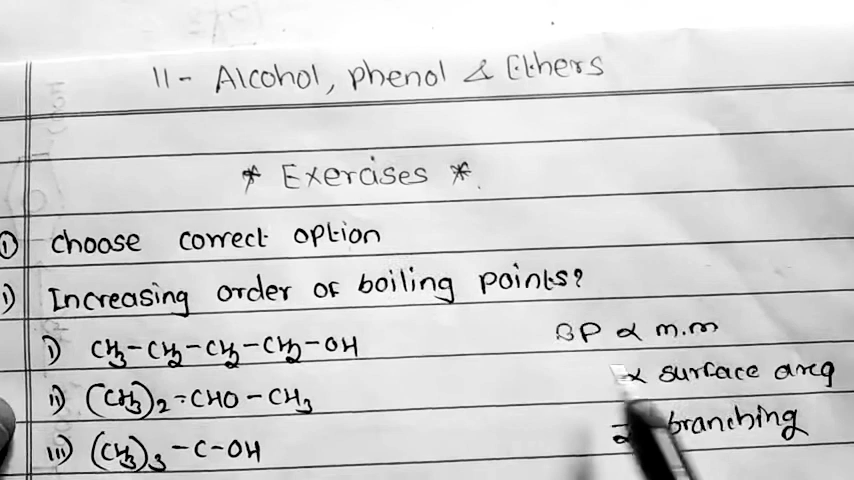 11- Alcohol, phenol & Ethers
* Exercises *
① choose correct option
i) Increasing order of boiling points?
i) CH3-CH2-CH2-CH2-OH
BP ∝ m.m
ii) (CH3)2=CHO-CH3
∝ surface area
iii) (CH3)3-C-OH
branching